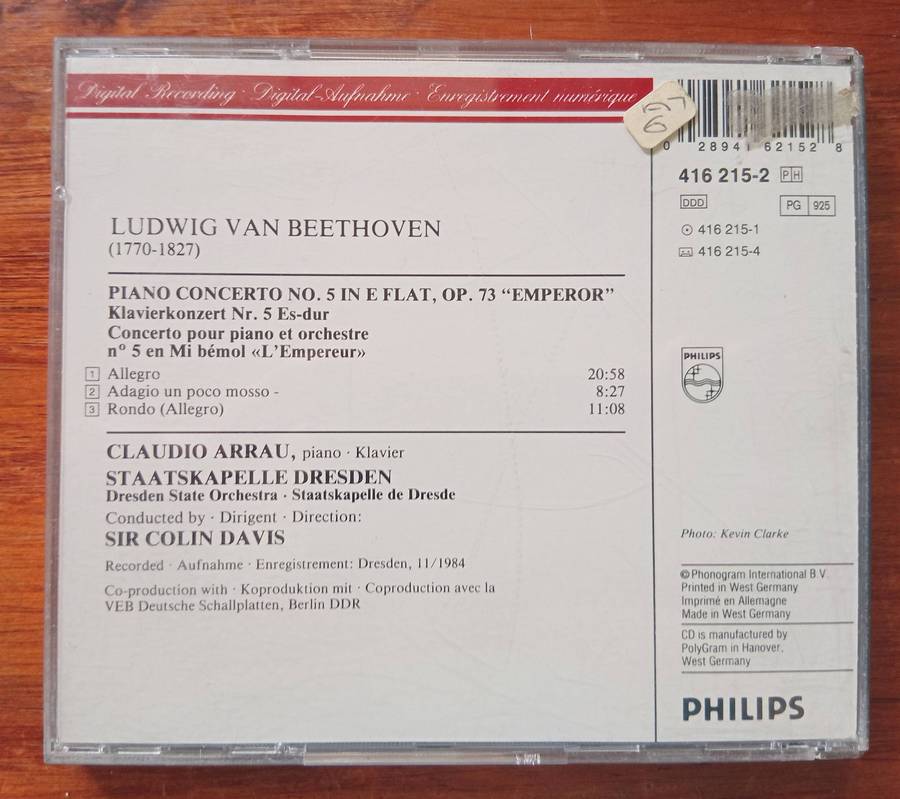 Digital Recording · Digital-Aufnahme · Enregistrement numérique
LUDWIG VAN BEETHOVEN
(1770-1827)
PIANO CONCERTO NO. 5 IN E FLAT, OP. 73 “EMPEROR”
Klavierkonzert Nr. 5 Es-dur
Concerto pour piano et orchestre
n° 5 en Mi bémol «L'Empereur»
1 Allegro 20:58
2 Adagio un poco mosso - 8:27
3 Rondo (Allegro) 11:08
CLAUDIO ARRAU, piano · Klavier
STAATSKAPELLE DRESDEN
Dresden State Orchestra · Staatskapelle de Dresde
Conducted by · Dirigent · Direction:
SIR COLIN DAVIS
Recorded · Aufnahme · Enregistrement: Dresden, 11/1984
Co-production with · Koproduktion mit · Coproduction avec la
VEB Deutsche Schallplatten, Berlin DDR
0 28941 62152 8
416 215-2 PH
DDD PG 925
416 215-1
416 215-4
PHILIPS
Photo: Kevin Clarke
© Phonogram International B.V.
Printed in West Germany
Imprimé en Allemagne
Made in West Germany
CD is manufactured by
PolyGram in Hanover,
West Germany
PHILIPS